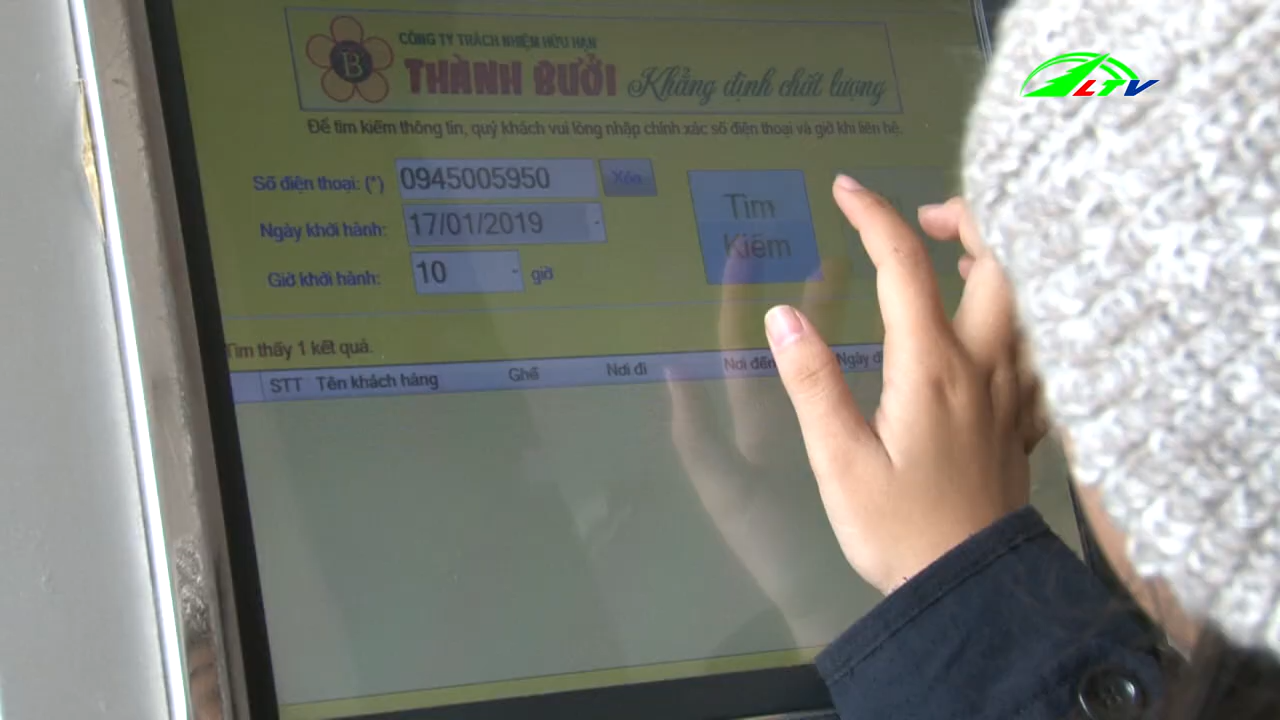 LTV
CÔNG TY TRÁCH NHIỆM HỮU HẠN
B
THÀNH BƯỞI Khẳng định chất lượng
Để tìm kiếm thông tin, quý khách vui lòng nhập chính xác số điện thoại và giờ khi liên hệ.
Số điện thoại: (*) 0945005950 Xóa
Ngày khởi hành: 17/01/2019
Giờ khởi hành: 10 giờ
Tìm
Kiếm
Tìm thấy 1 kết quả.
STT Tên khách hàng Ghế Nơi đi Nơi đến Ngày đi